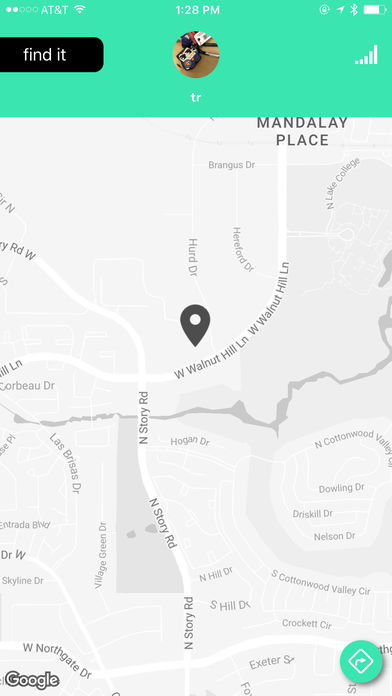 AT&T
1:28 PM
find it
tr
MANDALAY
PLACE
Brangus Dr
N Lake College
Hurd Dr
Hereford Dr
W Walnut Hill Ln
W Walnut Hill Ln
Corbeau Dr
N Story Rd
Hogan Dr
N Cottonwood Valley
Las Brisas Dr
Dowling Dr
Driskill Dr
Entrada Blvd
N Story Rd
Nelson Dr
Village Green Dr
Skyline Dr
N Hill Dr
S Cottonwood Valley Cir
S Hill Dr
Crockett Cir
N Story Rd
W Northgate Dr
Exeter S
Google